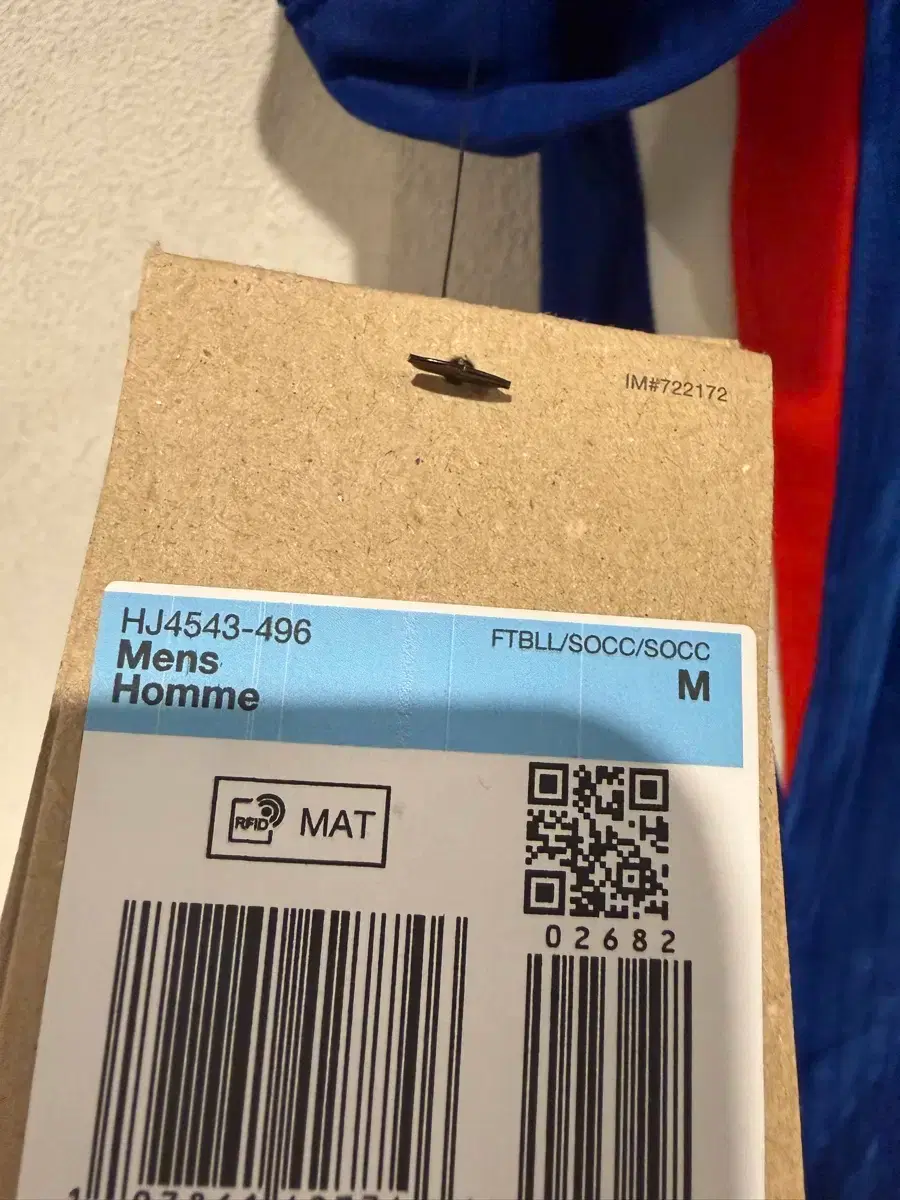 IM#722172
HJ4543-496
FTBLL/SOCC/SOCC
Mens
M
Homme
RFID
MAT
02682